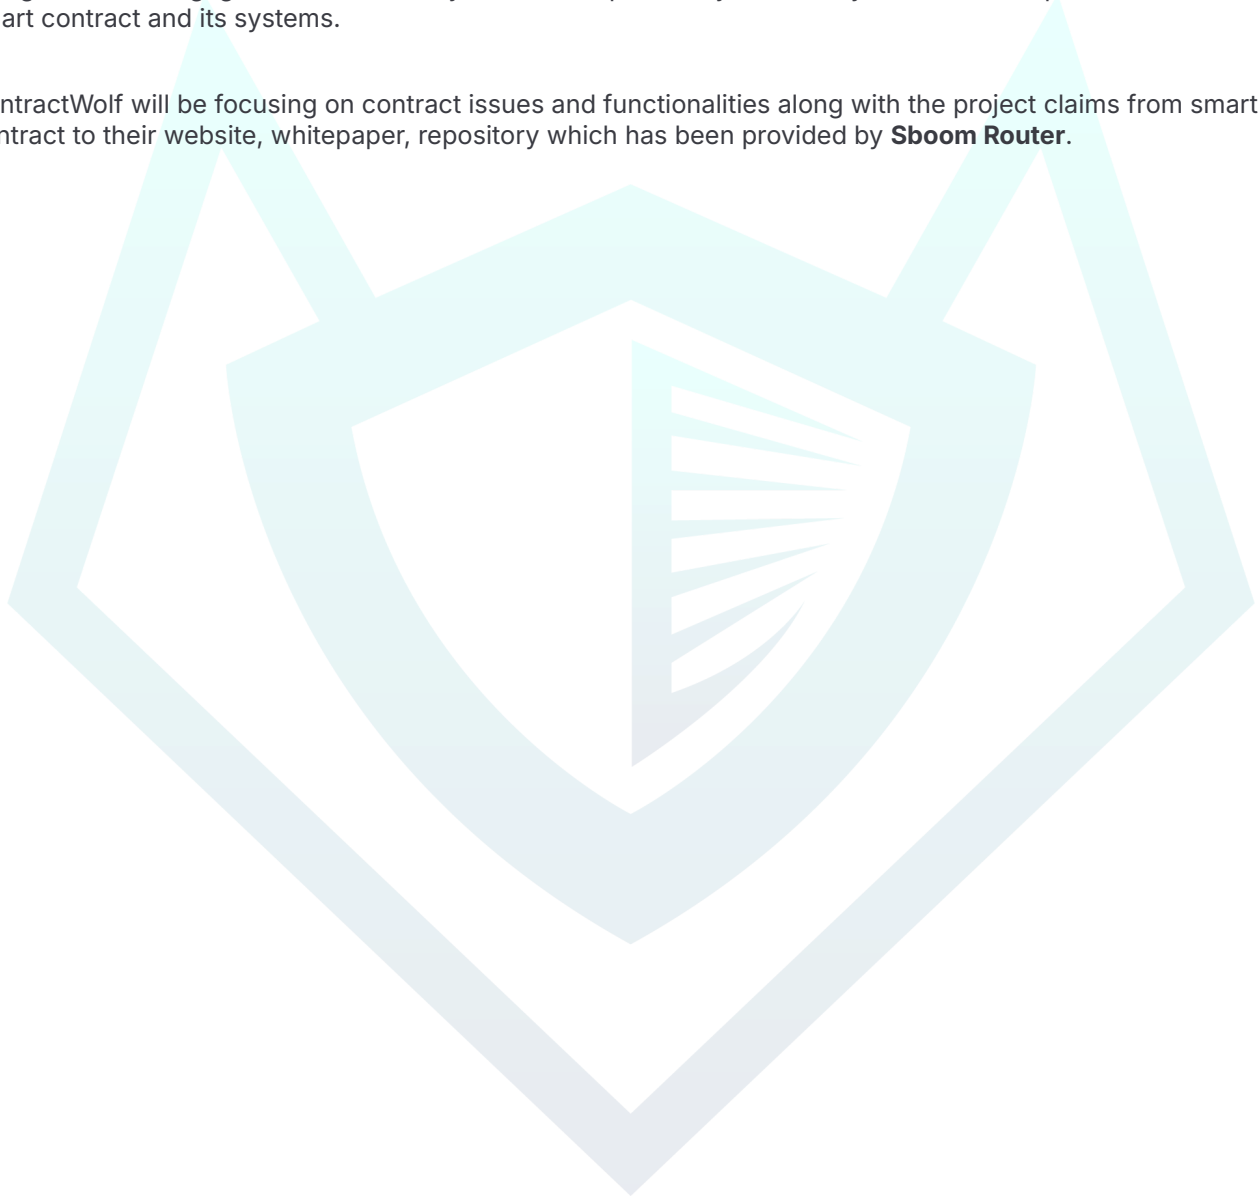 art contract and its systems.
ntractWolf will be focusing on contract issues and functionalities along with the project claims from smart
ntract to their website, whitepaper, repository which has been provided by Sboom Router.